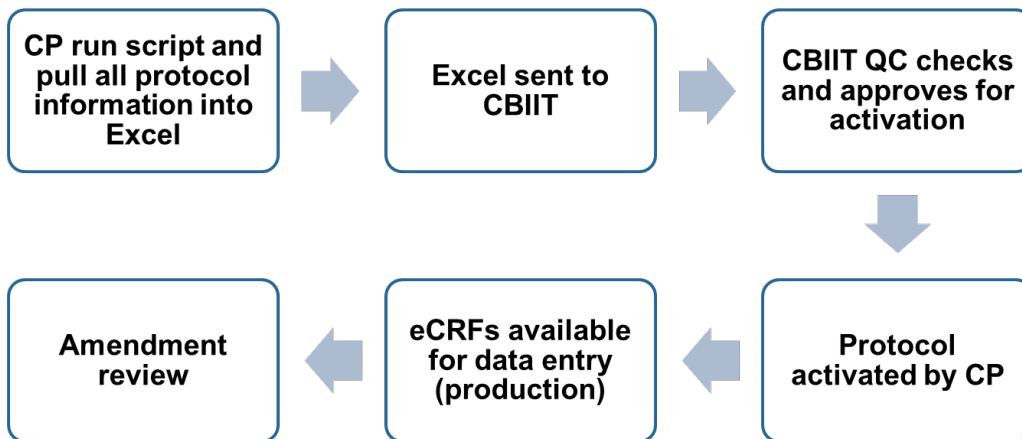 CP run script and
pull all protocol
information into
Excel
Excel sent to
CBIIT
CBIIT QC checks
and approves for
activation
Protocol
activated by CP
eCRFs available
for data entry
(production)
Amendment
review